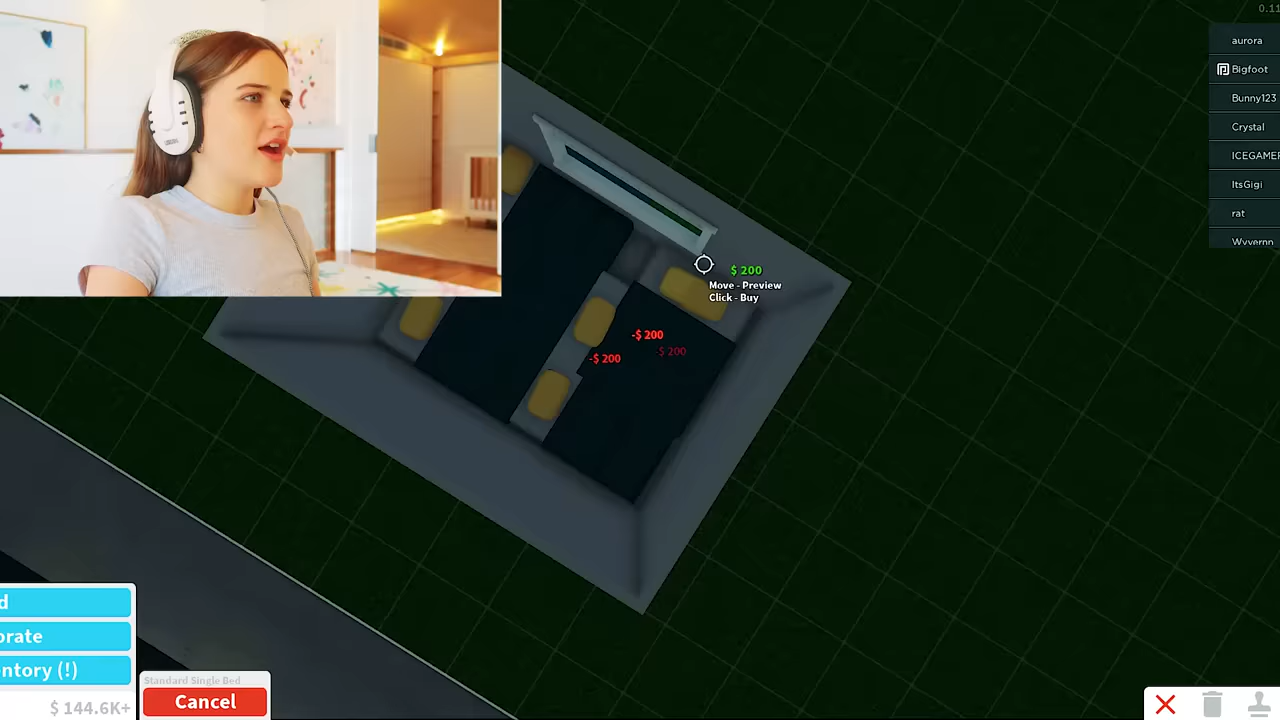 0.11
aurora
Bigfoot
Bunny123
Crystal
ICEGAMER
ItsGigi
rat
Wyvernn
$ 200
Move - Preview
Click - Buy
-$ 200
-$ 200
-$ 200
d
orate
ntory (!)
$ 144.6K+
Standard Single Bed
Cancel